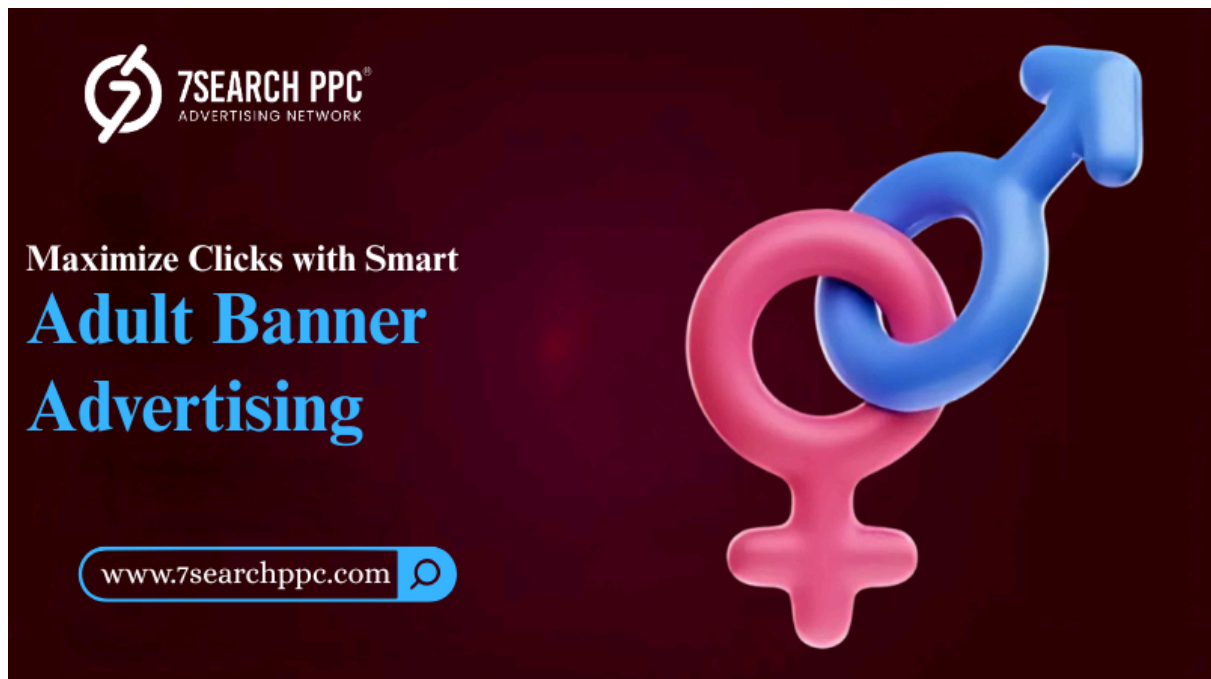 7SEARCH PPC®
ADVERTISING NETWORK
Maximize Clicks with Smart
Adult Banner
Advertising
www.7searchppc.com